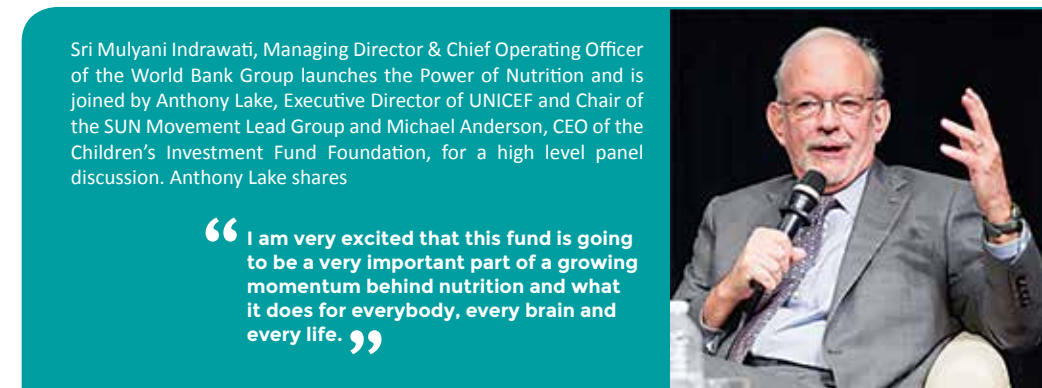 Sri Mulyani Indrawati, Managing Director & Chief Operating Officer
of the World Bank Group launches the Power of Nutrition and is
joined by Anthony Lake, Executive Director of UNICEF and Chair of
the SUN Movement Lead Group and Michael Anderson, CEO of the
Children's Investment Fund Foundation, for a high level panel
discussion. Anthony Lake shares
“ I am very excited that this fund is going
to be a very important part of a growing
momentum behind nutrition and what
it does for everybody, every brain and
every life. ”